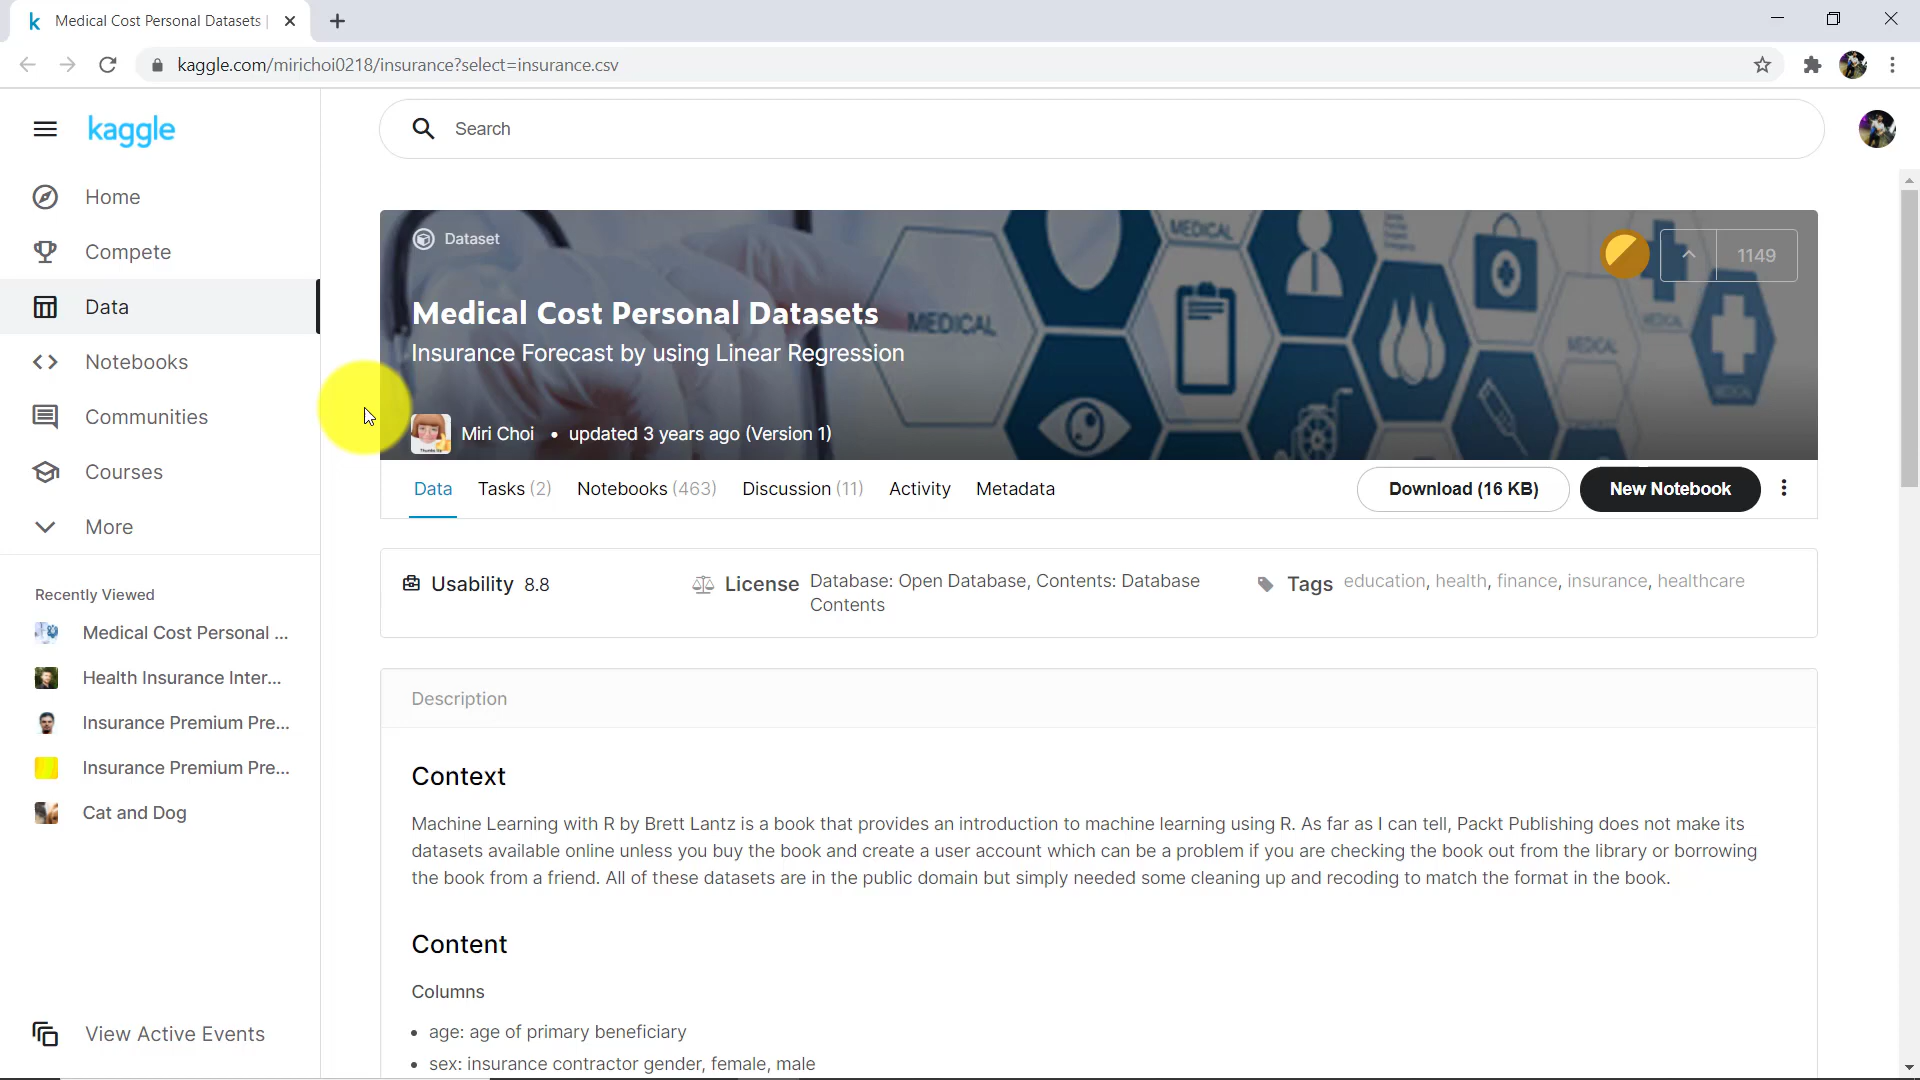 Medical Cost Personal Datasets |
kaggle.com/mirichoi0218/insurance?select=insurance.csv
kaggle
Search
Home
Compete
Data
Notebooks
Communities
Courses
More
Recently Viewed
Medical Cost Personal ...
Health Insurance Inter...
Insurance Premium Pre...
Insurance Premium Pre...
Cat and Dog
View Active Events
Dataset
MEDICAL
1149
Medical Cost Personal Datasets
MEDICAL
MEDICAL
MEDICAL
MEDICAL
Insurance Forecast by using Linear Regression
Miri Choi • updated 3 years ago (Version 1)
Data Tasks (2) Notebooks (463) Discussion (11) Activity Metadata Download (16 KB) New Notebook
Usability 8.8
License Database: Open Database, Contents: Database
Contents
Tags education, health, finance, insurance, healthcare
Description
Context
Machine Learning with R by Brett Lantz is a book that provides an introduction to machine learning using R. As far as I can tell, Packt Publishing does not make its
datasets available online unless you buy the book and create a user account which can be a problem if you are checking the book out from the library or borrowing
the book from a friend. All of these datasets are in the public domain but simply needed some cleaning up and recoding to match the format in the book.
Content
Columns
• age: age of primary beneficiary
• sex: insurance contractor gender, female, male